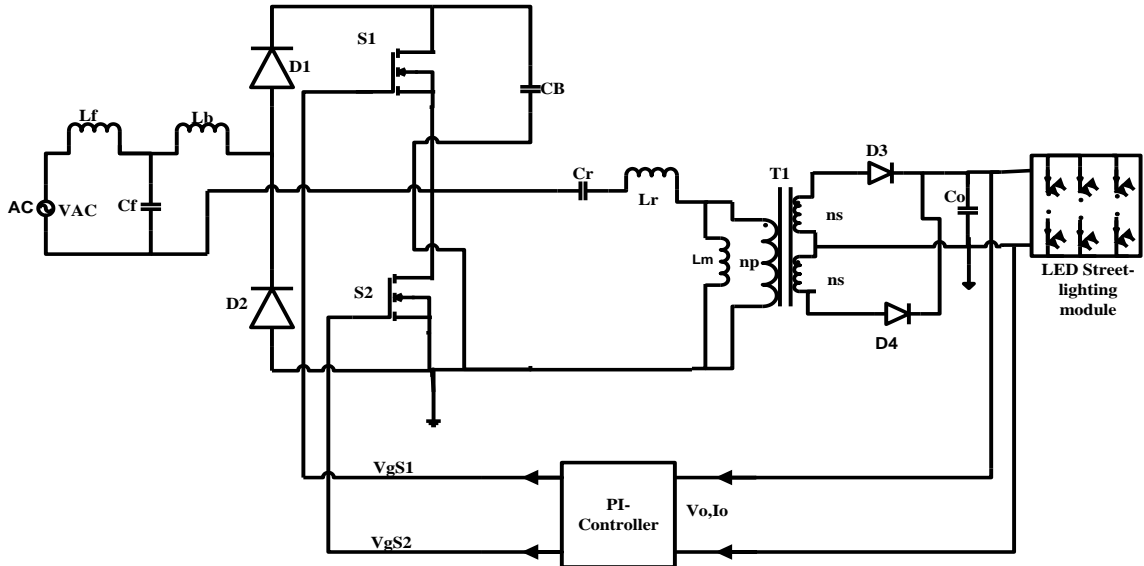 S1
D1
CB
Lf
Lb
D3
Cr
T1
AC
VAC
Cf
Lr
ns
Co
Lm
np
LED Street-
lighting
module
S2
ns
D2
D4
VgS1
PI-
Controller
Vo,Io
VgS2